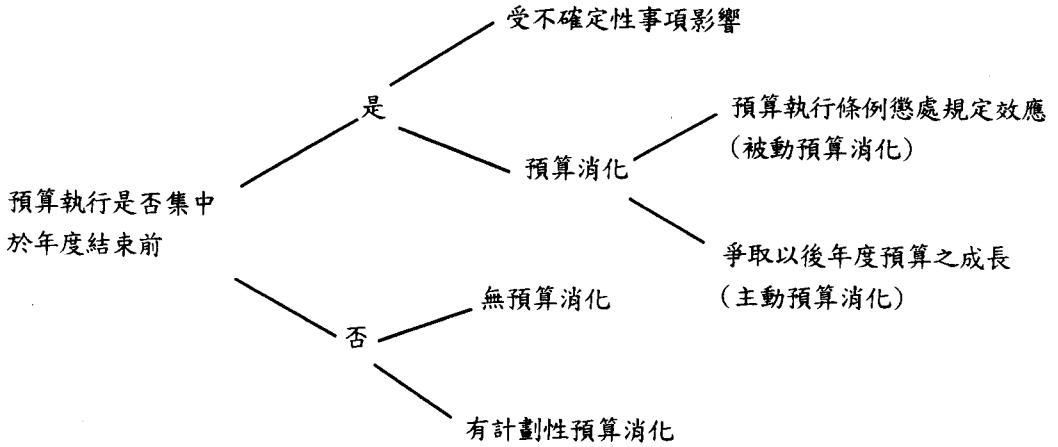 受不確定性事項影響
是
預算執行條例懲處規定效應
(被動預算消化)
預算消化
預算執行是否集中
於年度結束前
爭取以後年度預算之成長
(主動預算消化)
無預算消化
否
有計劃性預算消化